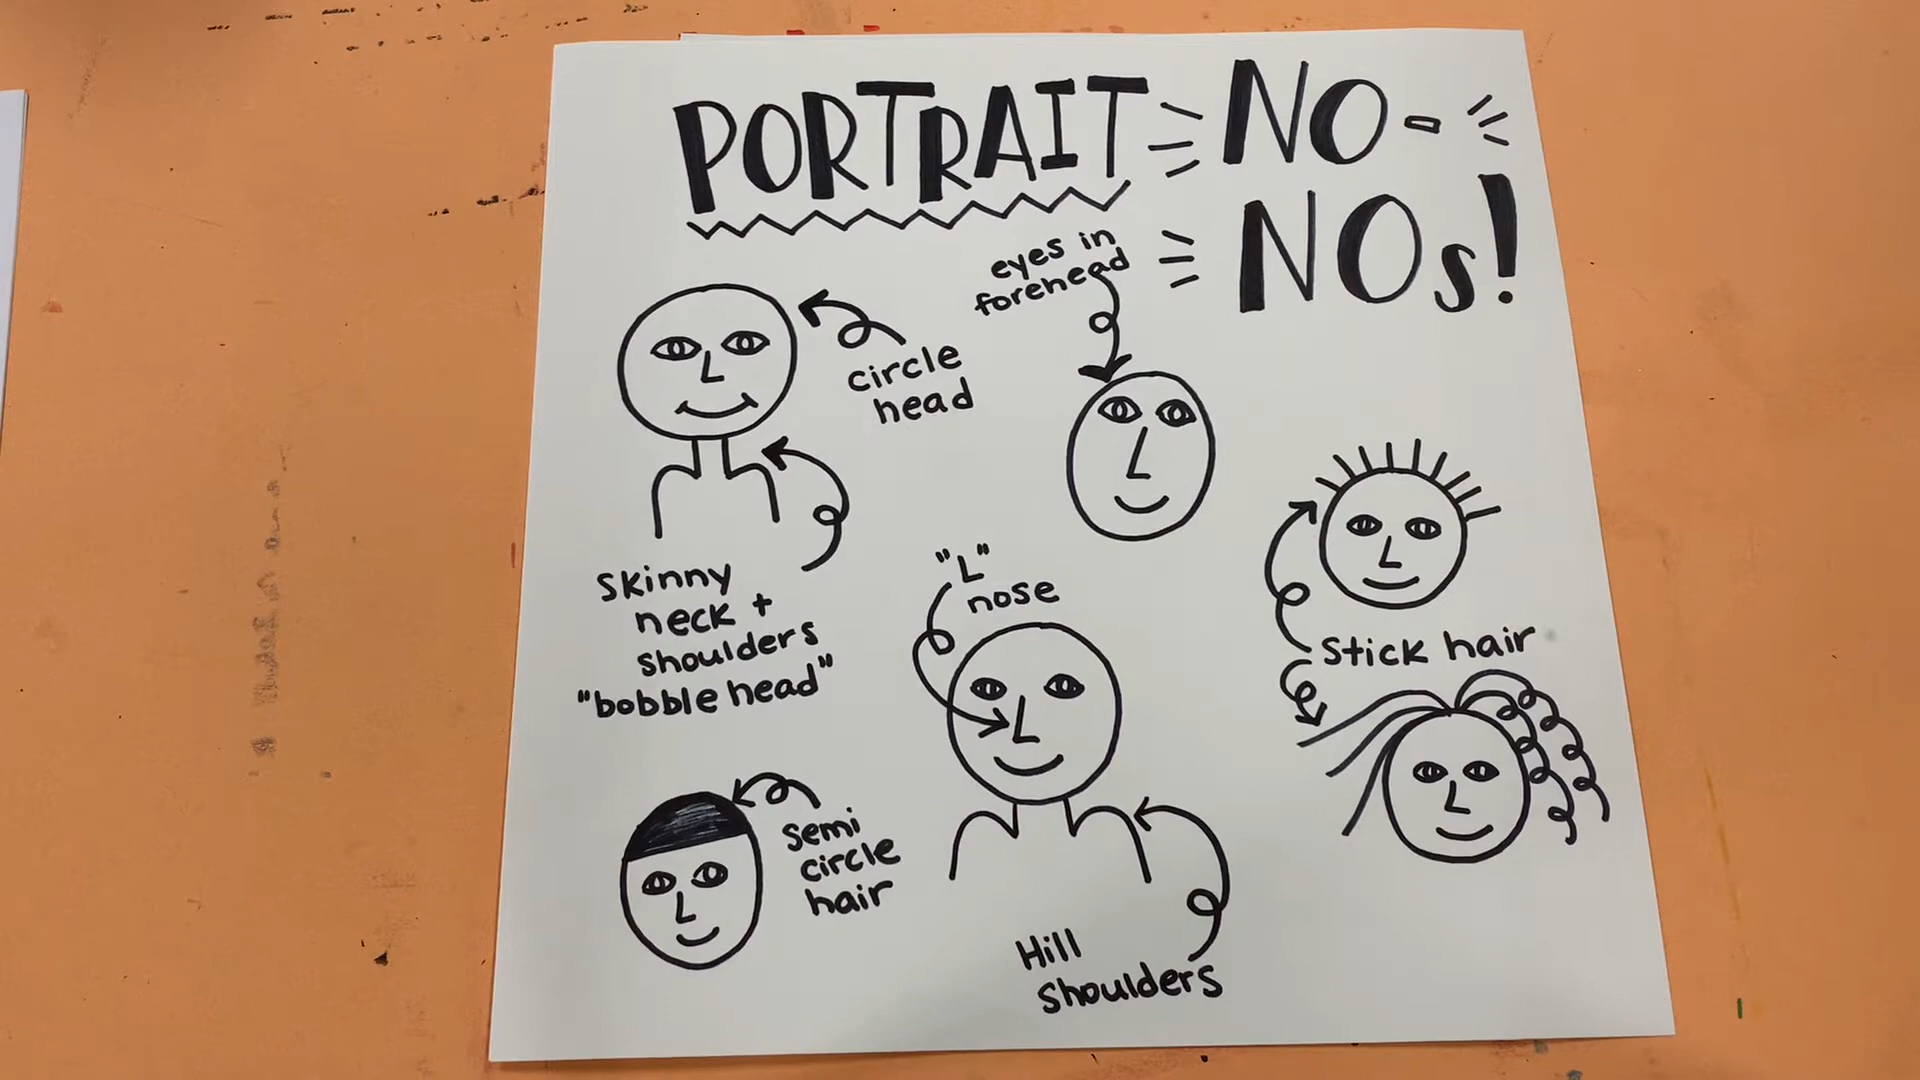 PORTRAIT NO-
NOs!
eyes in
forehead
circle
head
Skinny
neck +
shoulders
"bobble head"
"L"
nose
Stick hair
Semi
circle
hair
Hill
shoulders